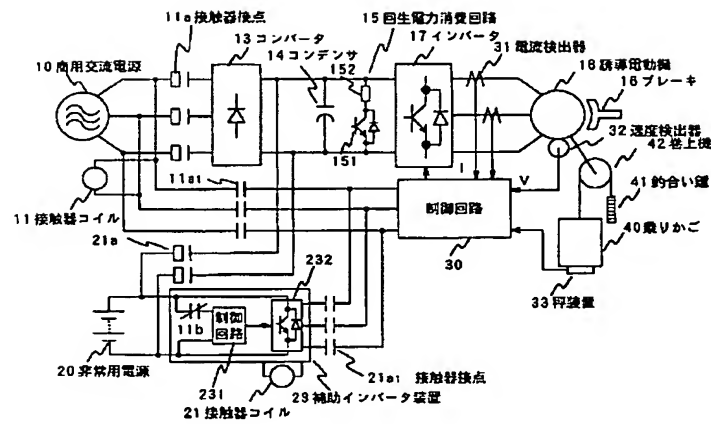 11a 接触器接点
15 回生電力消費回路
13 コンバータ
17 インバータ
14 コンデンサ
31 電流検出器
10 商用交流電源
152
18 誘導電動機
16 ブレーキ
32 速度検出器
42 巻上機
151
11a1
I
V
41 釣合い錘
11 接触器コイル
制御回路
21a
40 乗りかご
30
232
33 秤装置
11b
制御
回路
20 非常用電源
231
21a1 接触器接点
23 補助インバータ装置
21 接触器コイル